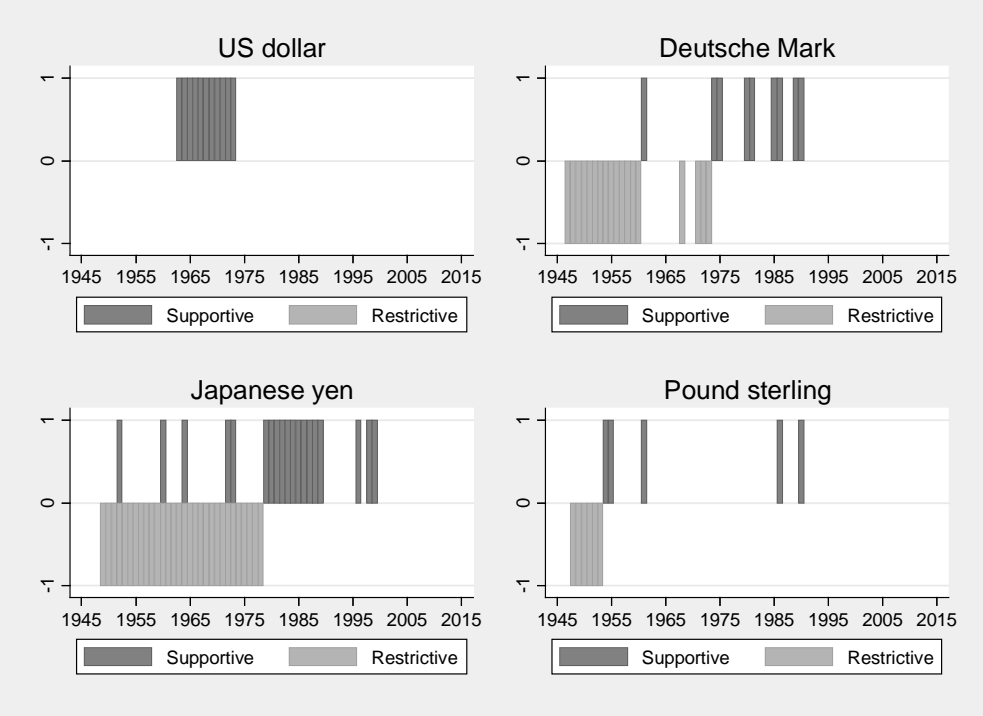 US dollar
1
0
-1
1945 1955 1965 1975 1985 1995 2005 2015
Supportive Restrictive
Deutsche Mark
1
0
-1
1945 1955 1965 1975 1985 1995 2005 2015
Supportive Restrictive
Japanese yen
1
0
-1
1945 1955 1965 1975 1985 1995 2005 2015
Supportive Restrictive
Pound sterling
1
0
-1
1945 1955 1965 1975 1985 1995 2005 2015
Supportive Restrictive